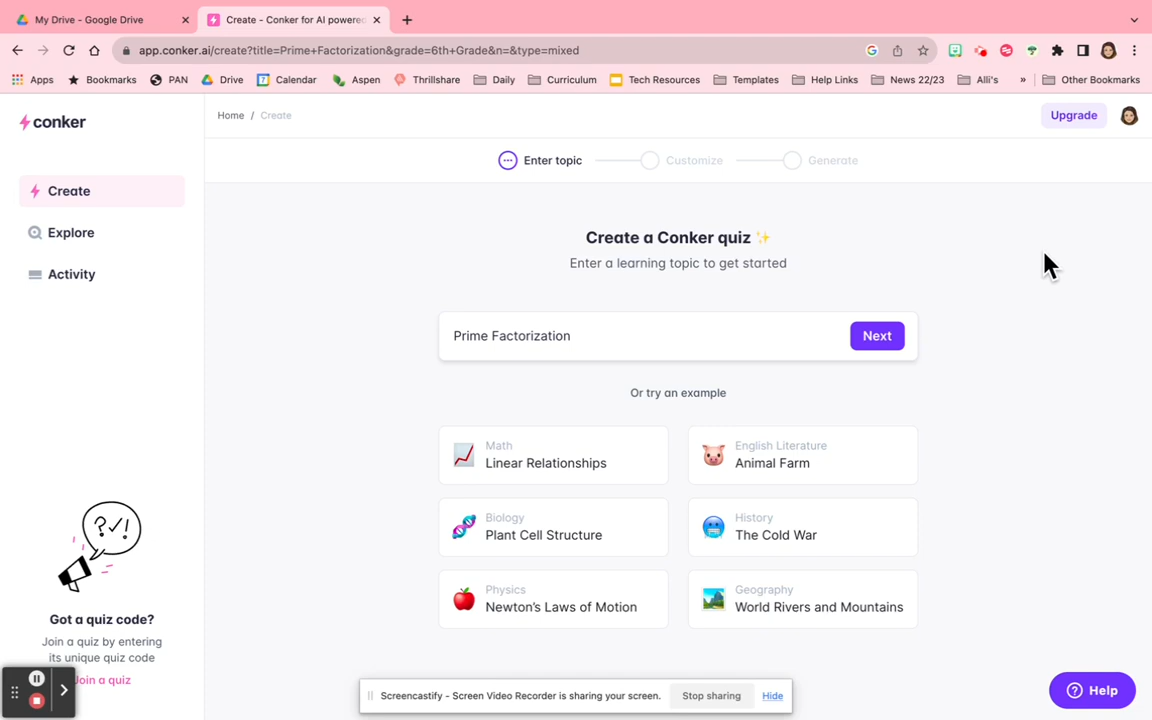 My Drive - Google Drive
Create - Conker for AI powered
app.conker.ai/create?title=Prime+Factorization&grade=6th+Grade&n=&type=mixed
Apps
Bookmarks
PAN
Drive
7
Calendar
Aspen
Thrillshare
Daily
Curriculum
Tech Resources
Templates
Help Links
News 22/23
Alli's
»
Other Bookmarks
conker
Home / Create
Upgrade
Create
Explore
Activity
Enter topic
Customize
Generate
Create a Conker quiz
Enter a learning topic to get started
Prime Factorization
Next
Or try an example
Math
Linear Relationships
English Literature
Animal Farm
Biology
Plant Cell Structure
History
The Cold War
Physics
Newton's Laws of Motion
Geography
World Rivers and Mountains
?✓!
Got a quiz code?
Join a quiz by entering
its unique quiz code
Join a quiz
Screencastify - Screen Video Recorder is sharing your screen.
Stop sharing
Hide
Help